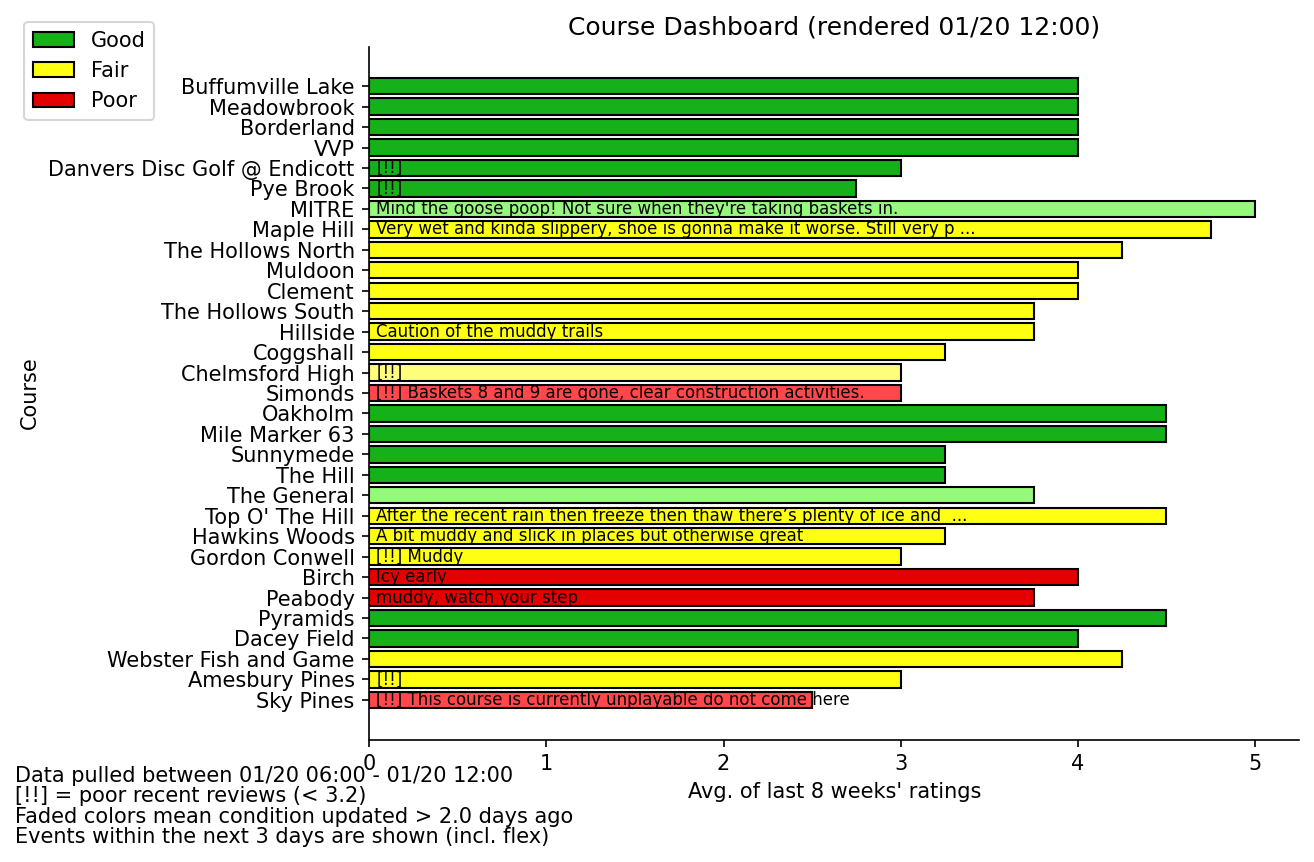 Course Dashboard (rendered 01/20 12:00)
Good
Fair
Poor
Course
Buffumville Lake
Meadowbrook
Borderland
VVP
Danvers Disc Golf @ Endicott [!!]
Pye Brook [!!]
MITRE Mind the goose poop! Not sure when they're taking baskets in.
Maple Hill Very wet and kinda slippery, shoe is gonna make it worse. Still very p ...
The Hollows North
Muldoon
Clement
The Hollows South
Hillside Caution of the muddy trails
Coggshall
Chelmsford High [!!]
Simonds [!!] Baskets 8 and 9 are gone, clear construction activities.
Oakholm
Mile Marker 63
Sunnymede
The Hill
The General
Top O' The Hill After the recent rain then freeze then thaw there’s plenty of ice and ...
Hawkins Woods A bit muddy and slick in places but otherwise great
Gordon Conwell [!!] Muddy
Birch Icy early
Peabody muddy, watch your step
Pyramids
Dacey Field
Webster Fish and Game
Amesbury Pines [!!]
Sky Pines [!!] This course is currently unplayable do not come here
0 1 2 3 4 5
Avg. of last 8 weeks' ratings
Data pulled between 01/20 06:00 - 01/20 12:00
[!!] = poor recent reviews (< 3.2)
Faded colors mean condition updated > 2.0 days ago
Events within the next 3 days are shown (incl. flex)